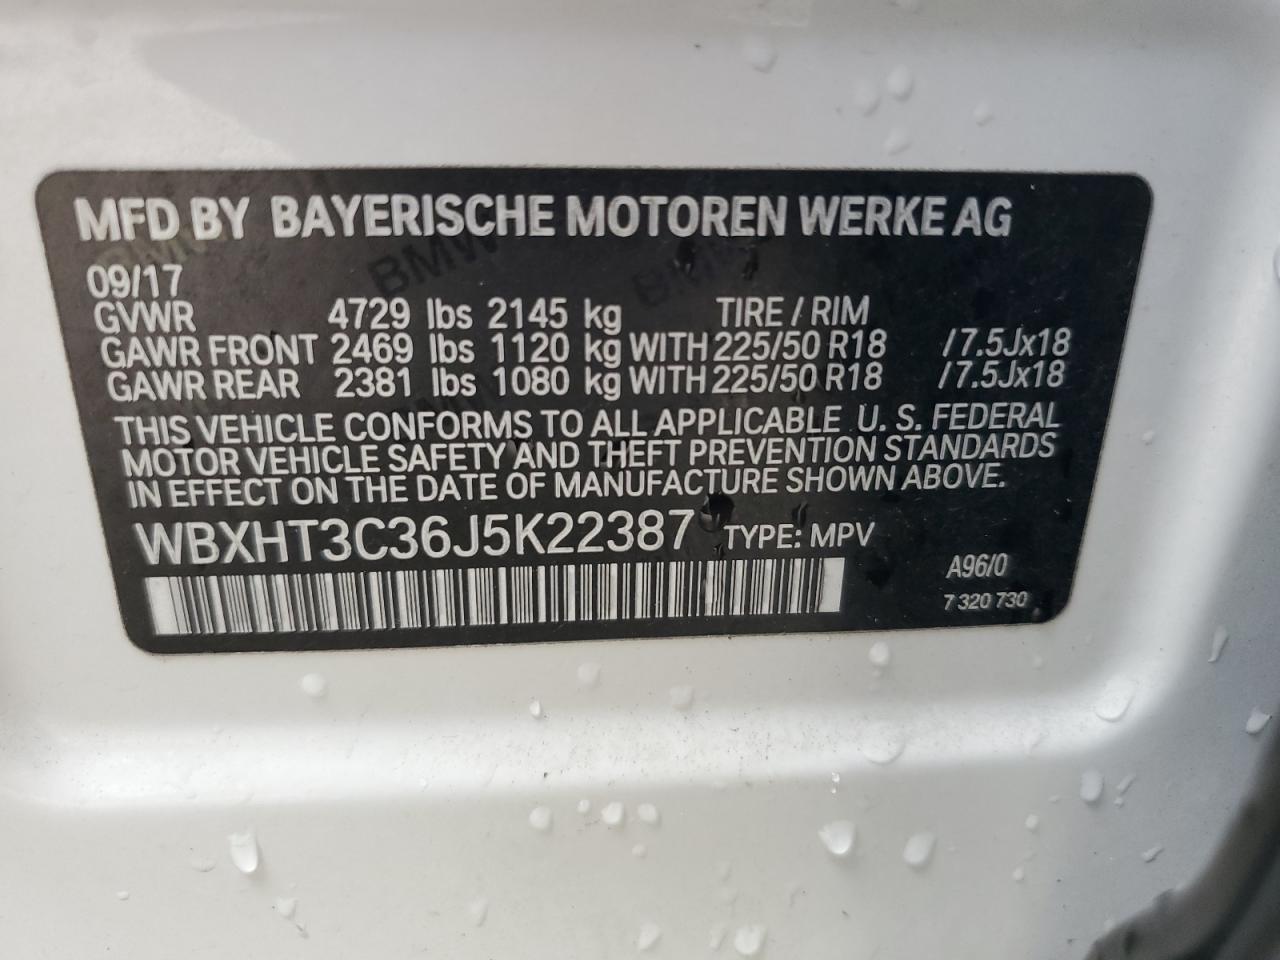 MFD BY BAYERISCHE MOTOREN WERKE AG
09/17
GVWR 4729 lbs 2145 kg TIRE / RIM
GAWR FRONT 2469 lbs 1120 kg WITH 225/50 R18 / 7.5Jx18
GAWR REAR 2381 lbs 1080 kg WITH 225/50 R18 / 7.5Jx18
THIS VEHICLE CONFORMS TO ALL APPLICABLE U. S. FEDERAL
MOTOR VEHICLE SAFETY AND THEFT PREVENTION STANDARDS
IN EFFECT ON THE DATE OF MANUFACTURE SHOWN ABOVE.
WBXHT3C36J5K22387 TYPE: MPV
A96/0
7 320 730
BMW
BMW